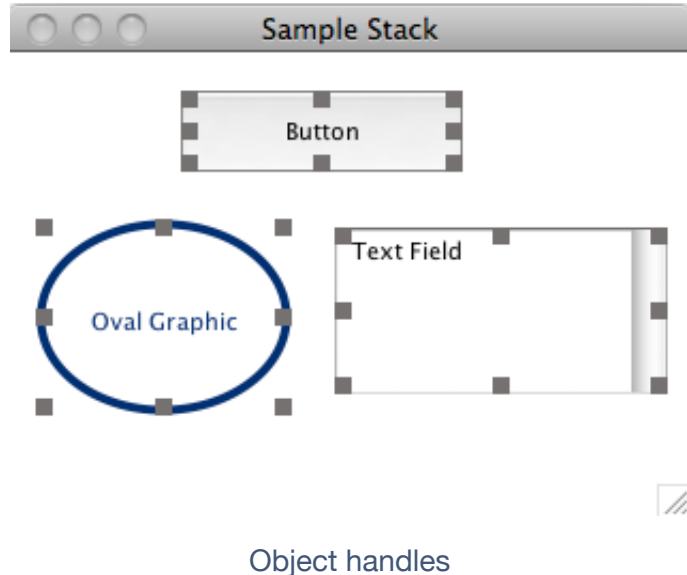 Sample Stack
Button
Text Field
Oval Graphic
Object handles